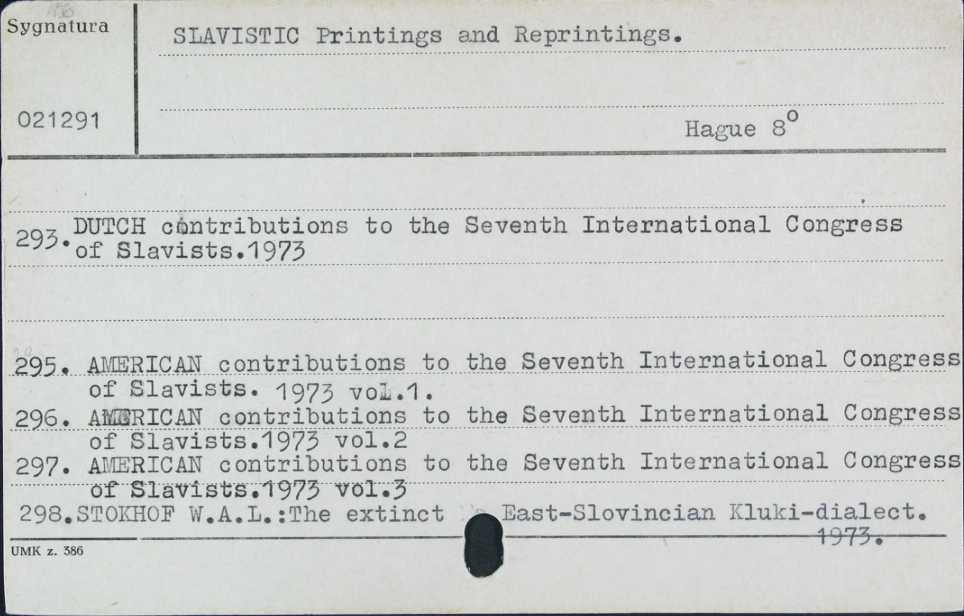 Sygnatura
SLAVISTIC Printings and Reprintings.
021291
Hague 8⁰
293. DUTCH contributions to the Seventh International Congress
of Slavists.1973
295. AMERICAN contributions to the Seventh International Congress
of Slavists. 1973 vol.1.
296. AMERICAN contributions to the Seventh International Congress
of Slavists.1973 vol.2
297. AMERICAN contributions to the Seventh International Congress
of Slavists.1973 vol.3
298. STOKHOF W.A.L.:The extinct East-Slovincian Kluki-dialect.
1973.
UMK z. 386